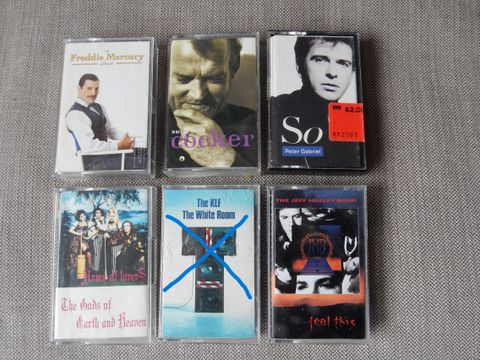 The
Freddie Mercury
album
cocker
So
Peter Gabriel
62.00
AK2065
Army of lovers
The Gods of
Earth and Heaven
The KLF
The White Room
THE JEFF HEALEY BAND
feel this